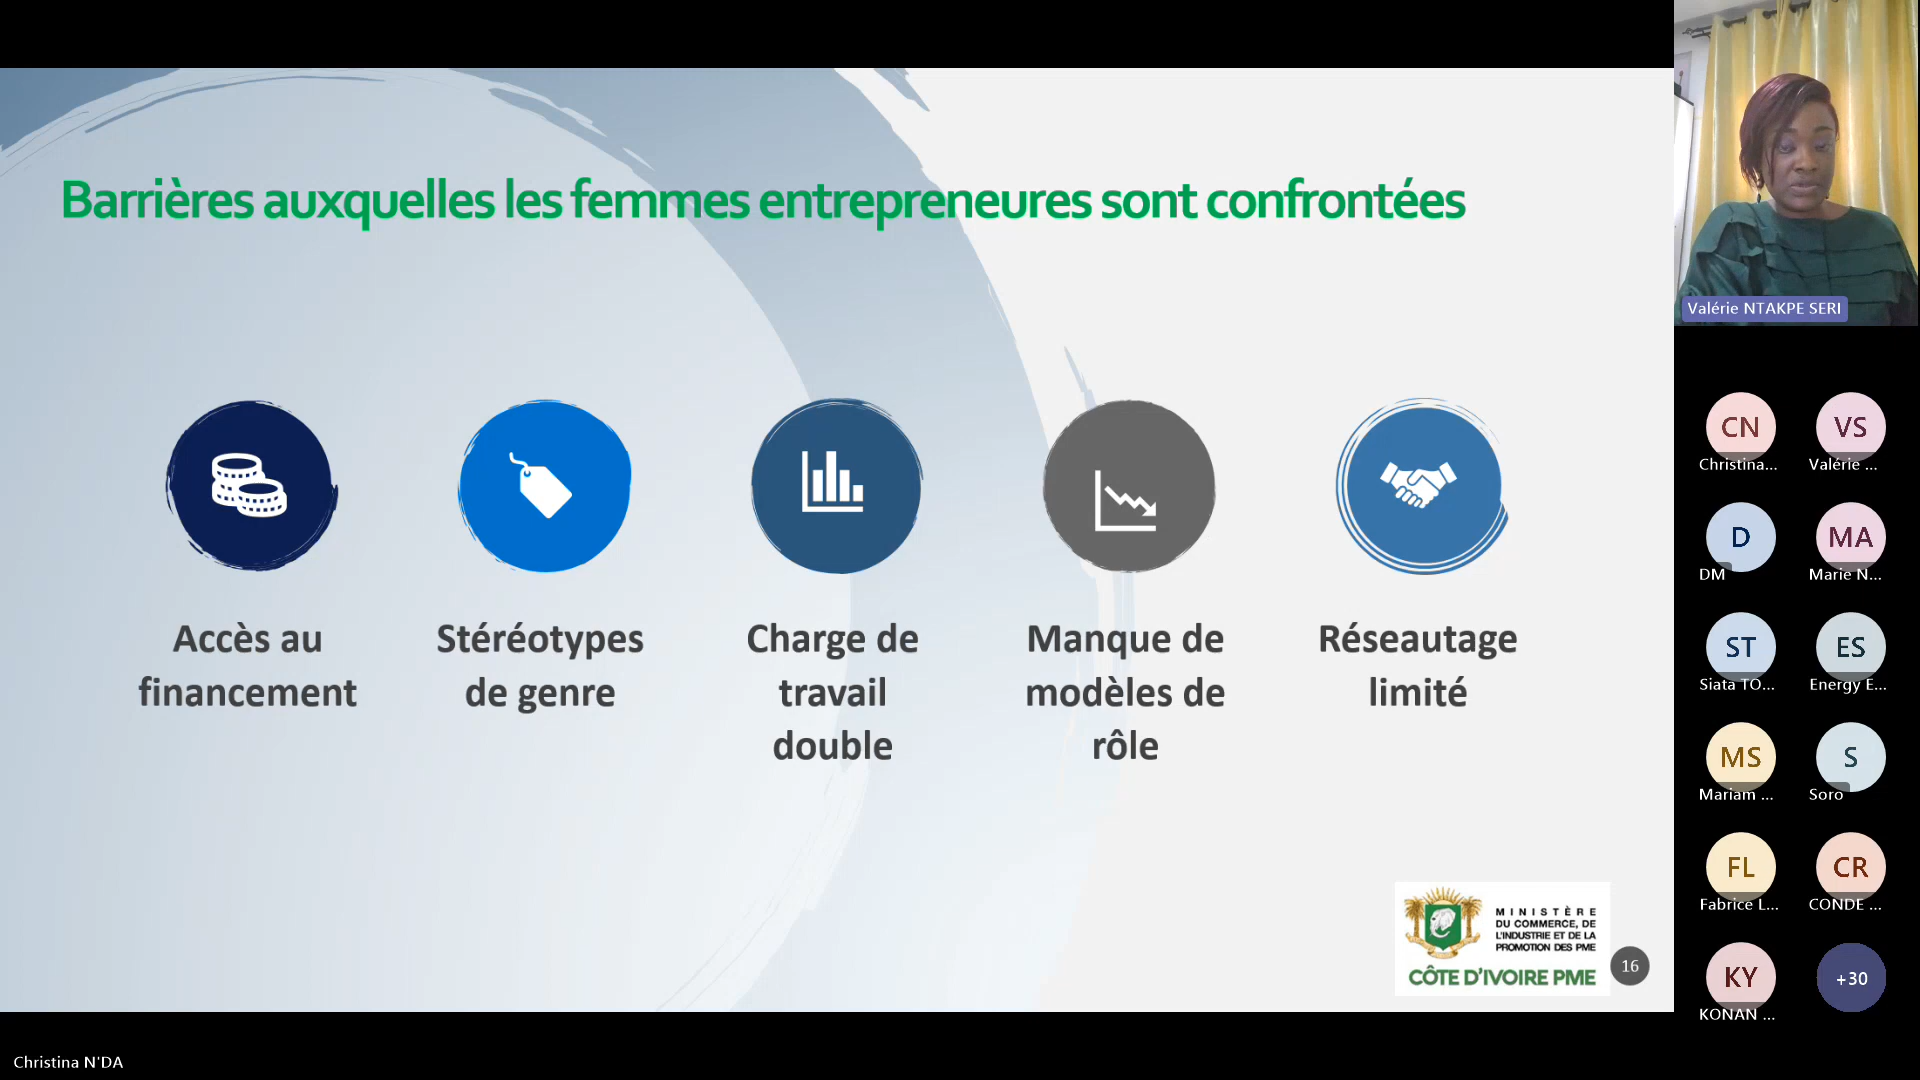 Barrières auxquelles les femmes entrepreneures sont confrontées
Accès au
financement
Stéréotypes
de genre
Charge de
travail
double
Manque de
modèles de
rôle
Réseautage
limité
MINISTÈRE
DU COMMERCE, DE
L'INDUSTRIE ET DE LA
PROMOTION DES PME
CÔTE D'IVOIRE PME
16
Valérie NTAKPE SERI
CN
Christina...
VS
Valérie ...
D
DM
MA
Marie N...
ST
Siata TO...
ES
Energy E...
MS
Mariam ...
S
Soro
FL
Fabrice L...
CR
CONDE ...
KY
KONAN ...
+30
Christina N'DA